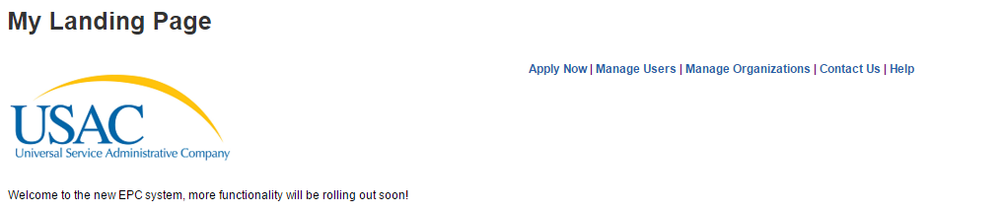 My Landing Page
Apply Now | Manage Users | Manage Organizations | Contact Us | Help
USAC
Universal Service Administrative Company
Welcome to the new EPC system, more functionality will be rolling out soon!